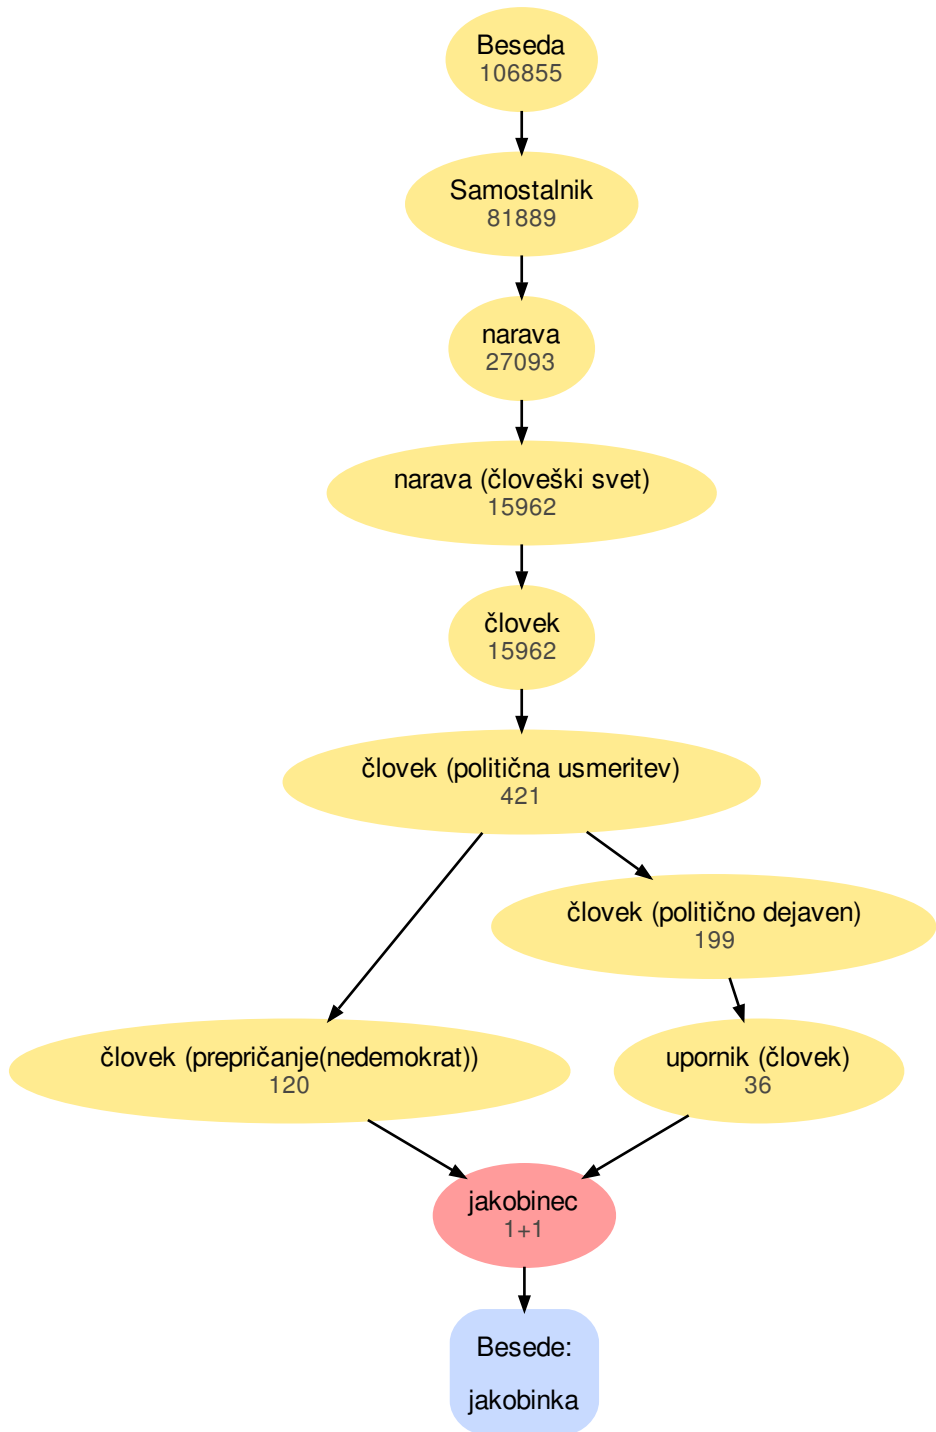 Beseda
106855
Samostalnik
81889
narava
27093
narava (človeški svet)
15962
človek
15962
človek (politična usmeritev)
421
človek (politično dejaven)
199
človek (prepričanje(nedemokrat))
120
upornik (človek)
36
jakobinec
1+1
Besede:
jakobinka